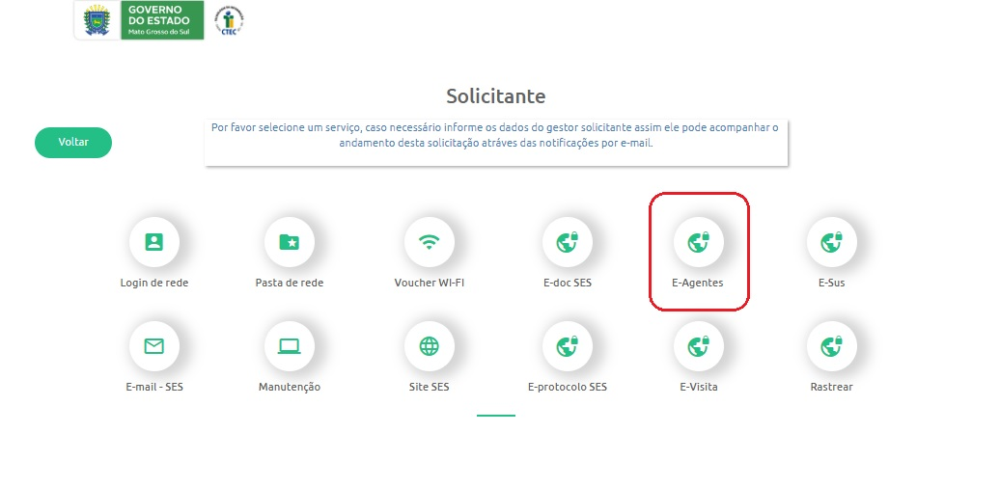 GOVERNO
DO ESTADO
Mato Grosso do Sul
CTEC
Solicitante
Voltar
Por favor selecione um serviço, caso necessário informe os dados do gestor solicitante assim ele pode acompanhar o
andamento desta solicitação atráves das notificações por e-mail.
Login de rede
Pasta de rede
Voucher WI-FI
E-doc SES
E-Agentes
E-Sus
E-mail - SES
Manutenção
Site SES
E-protocolo SES
E-Visita
Rastrear